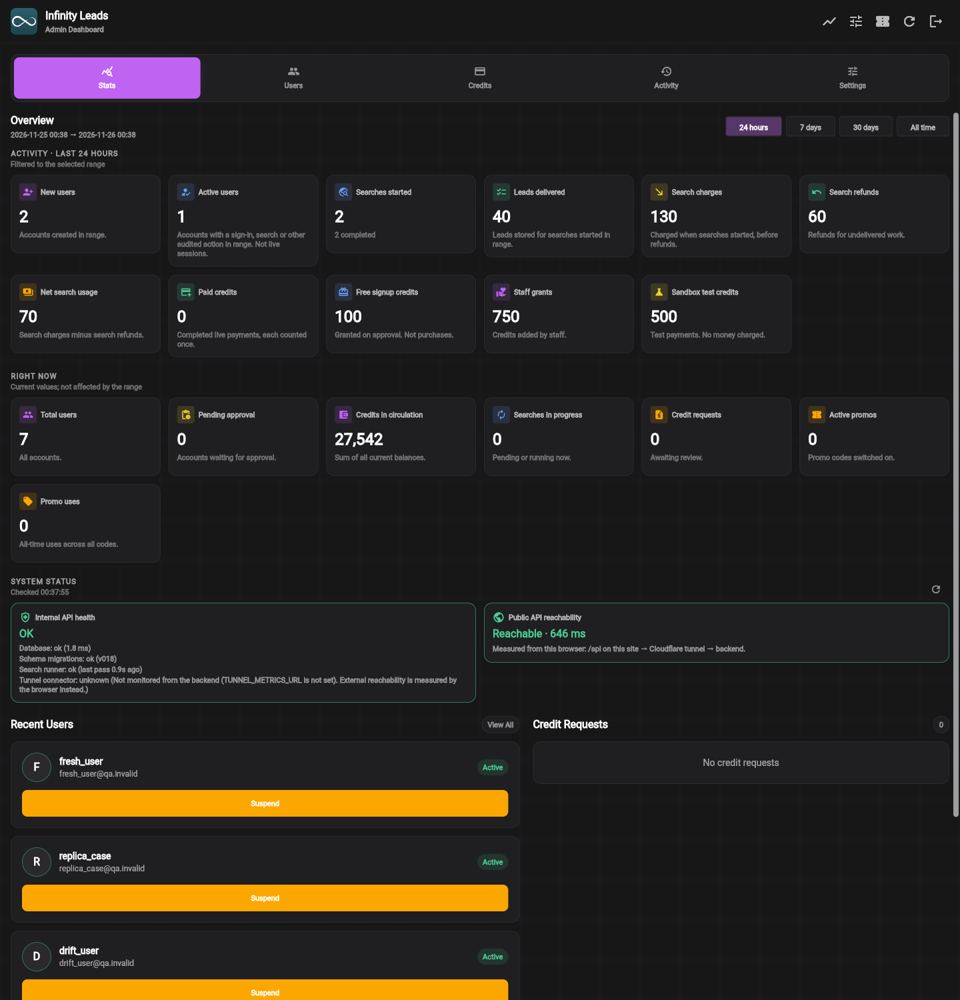 Infinity Leads
Admin Dashboard
Stats
Users
Credits
Activity
Settings
Overview
2026-11-25 00:38 → 2026-11-26 00:38
24 hours
7 days
30 days
All time
ACTIVITY · LAST 24 HOURS
Filtered to the selected range
New users
2
Accounts created in range.
Active users
1
Accounts with a sign-in, search or other
audited action in range. Not live
sessions.
Searches started
2
2 completed
Leads delivered
40
Leads stored for searches started in
range.
Search charges
130
Charged when searches started, before
refunds.
Search refunds
60
Refunds for undelivered work.
Net search usage
70
Search charges minus search refunds.
Paid credits
0
Completed live payments, each counted
once.
Free signup credits
100
Granted on approval. Not purchases.
Staff grants
750
Credits added by staff.
Sandbox test credits
500
Test payments. No money charged.
RIGHT NOW
Current values; not affected by the range
Total users
7
All accounts.
Pending approval
0
Accounts waiting for approval.
Credits in circulation
27,542
Sum of all current balances.
Searches in progress
0
Pending or running now.
Credit requests
0
Awaiting review.
Active promos
0
Promo codes switched on.
Promo uses
0
All-time uses across all codes.
SYSTEM STATUS
Checked 00:37:55
Internal API health
OK
Database: ok (1.8 ms)
Schema migrations: ok (v018)
Search runner: ok (last pass 0.9s ago)
Tunnel connector: unknown (Not monitored from the backend (TUNNEL_METRICS_URL is not set). External reachability is measured by
the browser instead.)
Public API reachability
Reachable · 646 ms
Measured from this browser: /api on this site → Cloudflare tunnel → backend.
Recent Users
View All
F
fresh_user
fresh_user@qa.invalid
Active
Suspend
R
replica_case
replica_case@qa.invalid
Active
Suspend
D
drift_user
drift_user@qa.invalid
Active
Suspend
Credit Requests
0
No credit requests